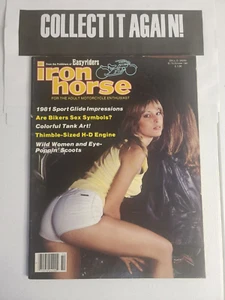 COLLECT IT AGAIN!
From the Publishers of Easyriders
iron
horse
FOR THE ADULT MOTORCYCLE ENTHUSIAST
1981 Sport Glide Impressions
Are Bikers Sex Symbols?
Colorful Tank Art!
Thimble-Sized H-D Engine
Wild Women and Eye-
Poppin' Scoots